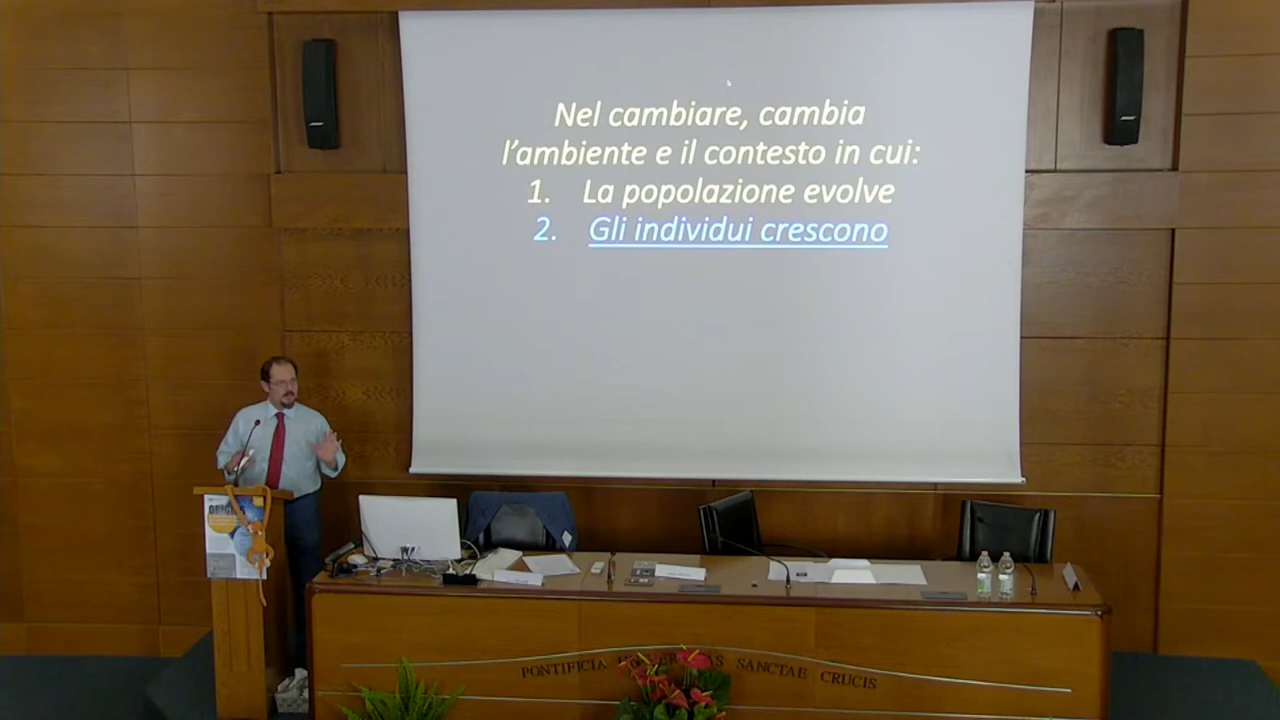 Nel cambiare, cambia
l'ambiente e il contesto in cui:
1. La popolazione evolve
2. Gli individui crescono
PONTIFICIA SANCTAE CRUCIS